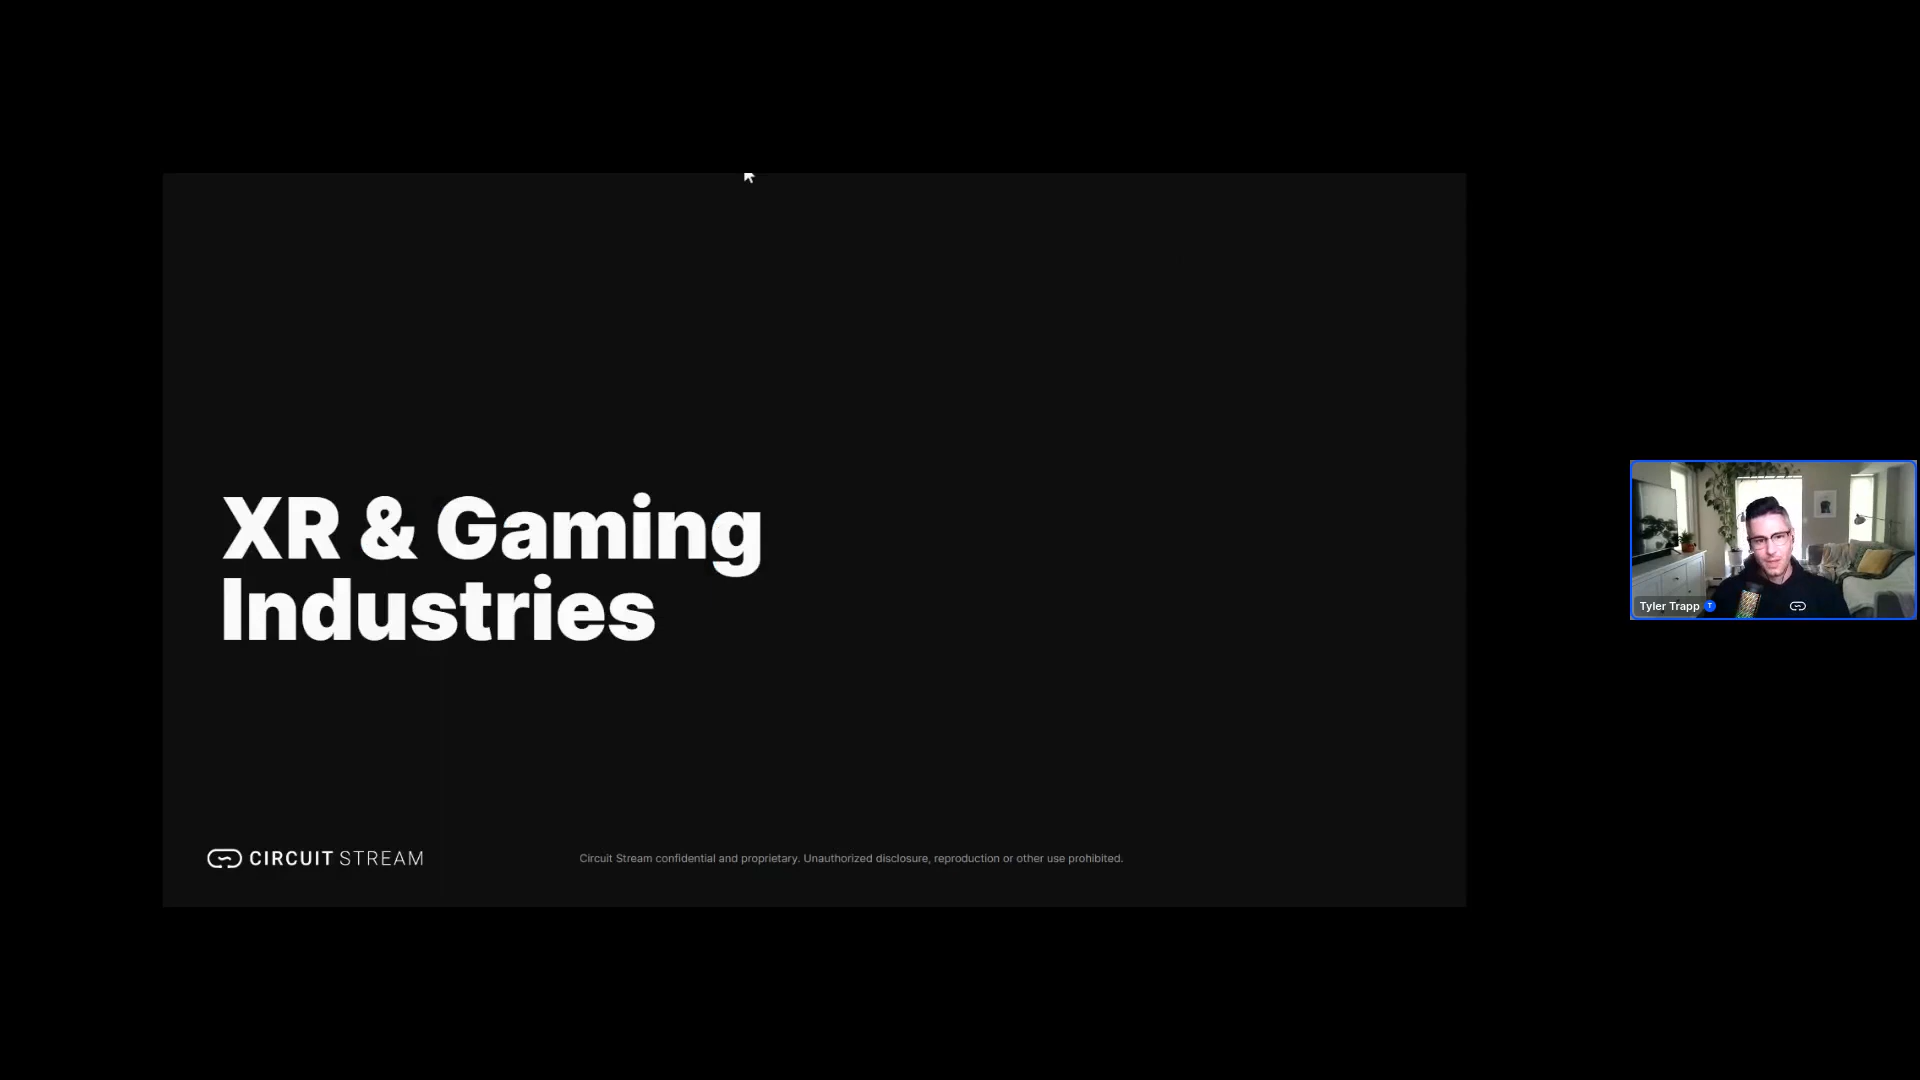 XR & Gaming
Industries
CIRCUIT STREAM
Circuit Stream confidential and proprietary. Unauthorized disclosure, reproduction or other use prohibited.
Tyler Trapp T